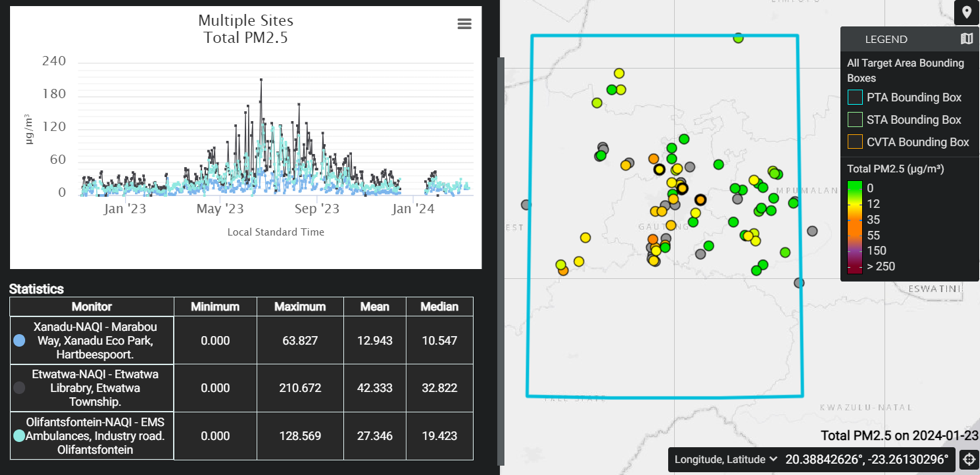 Multiple Sites
Total PM2.5
240
180
120
60
0
µg/m³
Jan '23
May '23
Sep '23
Jan '24
Local Standard Time
Statistics
Monitor Minimum Maximum Mean Median
Xanadu-NAQI - Marabou
Way, Xanadu Eco Park,
Hartbeespoort.
0.000 63.827 12.943 10.547
Etwatwa-NAQI - Etwatwa
Librabry, Etwatwa
Township.
0.000 210.672 42.333 32.822
Olifantsfontein-NAQI - EMS
Ambulances, Industry road.
Olifantsfontein
0.000 128.569 27.346 19.423
LEGEND
All Target Area Bounding
Boxes
PTA Bounding Box
STA Bounding Box
CVTA Bounding Box
Total PM2.5 (µg/m³)
0
12
35
55
150
> 250
MPUMALAN
GAUTENG
EST
ESWATINI
KWAZULU-NATAL
Total PM2.5 on 2024-01-23
Longitude, Latitude 20.38842626°, -23.26130296°